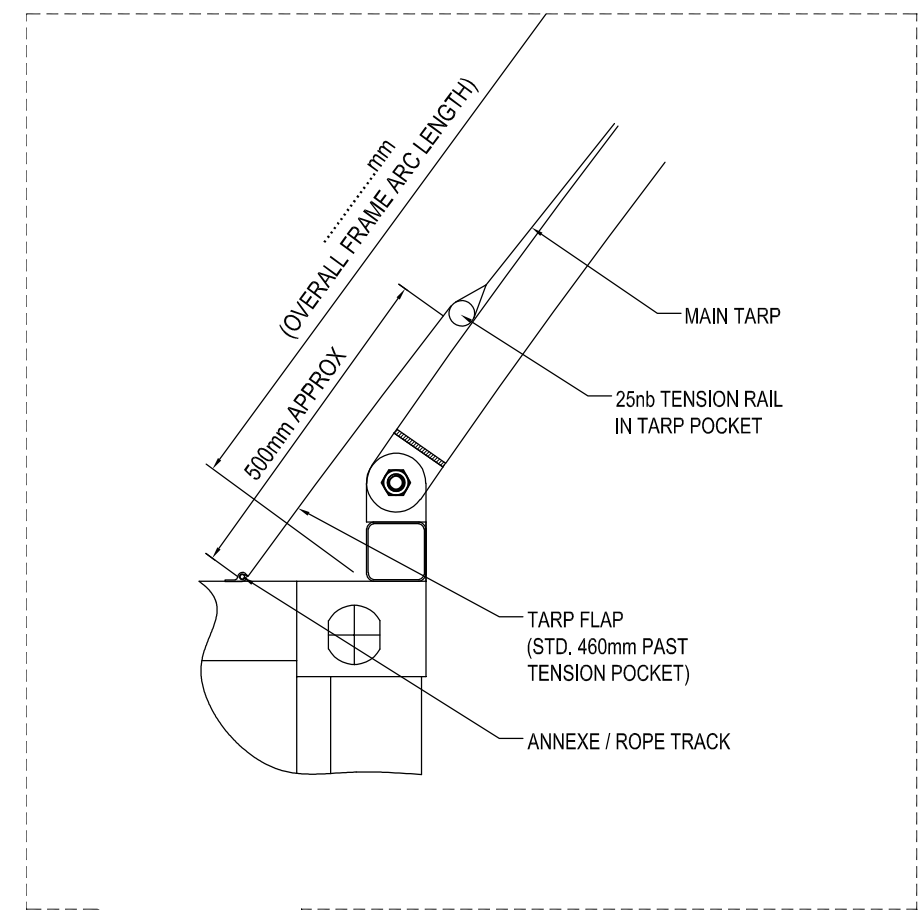 ..............mm
(OVERALL FRAME ARC LENGTH)
500mm APPROX
MAIN TARP
25nb TENSION RAIL
IN TARP POCKET
TARP FLAP
(STD. 460mm PAST
TENSION POCKET)
ANNEXE / ROPE TRACK